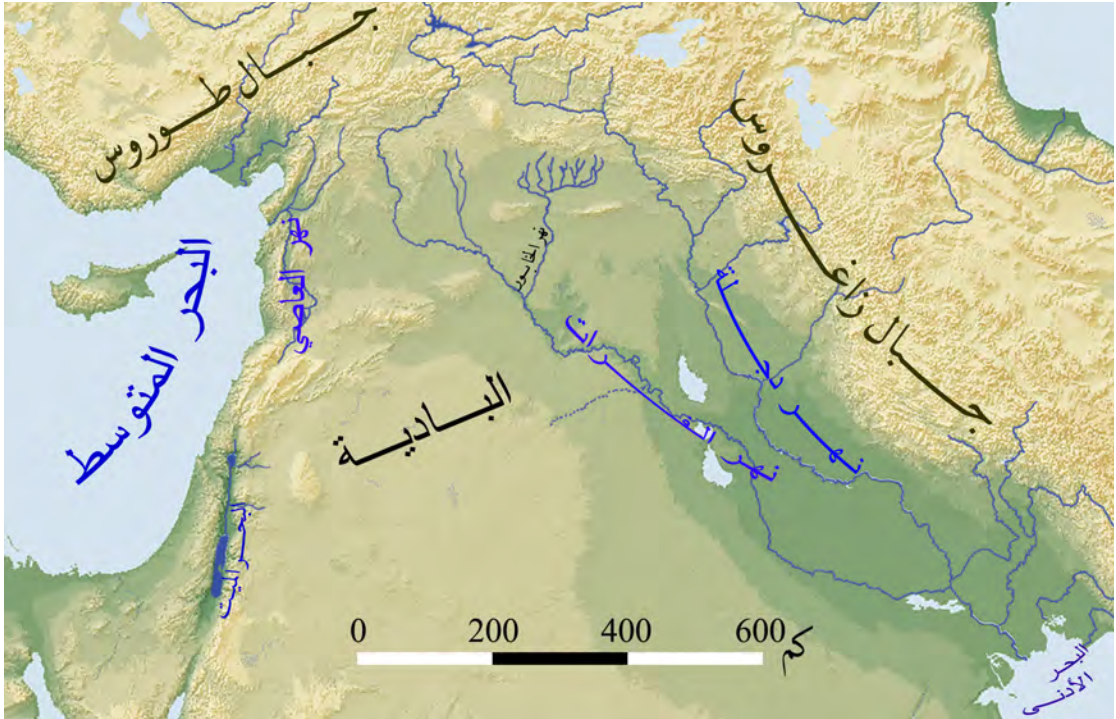 جبال طوروس
جبال زاغروس
البحر المتوسط
نهر العاصي
نهر الخابور
نهر دجلة
نهر الفرات
البادية
البحر الميت
0 200 400 600 كم
البحر
الأدنى